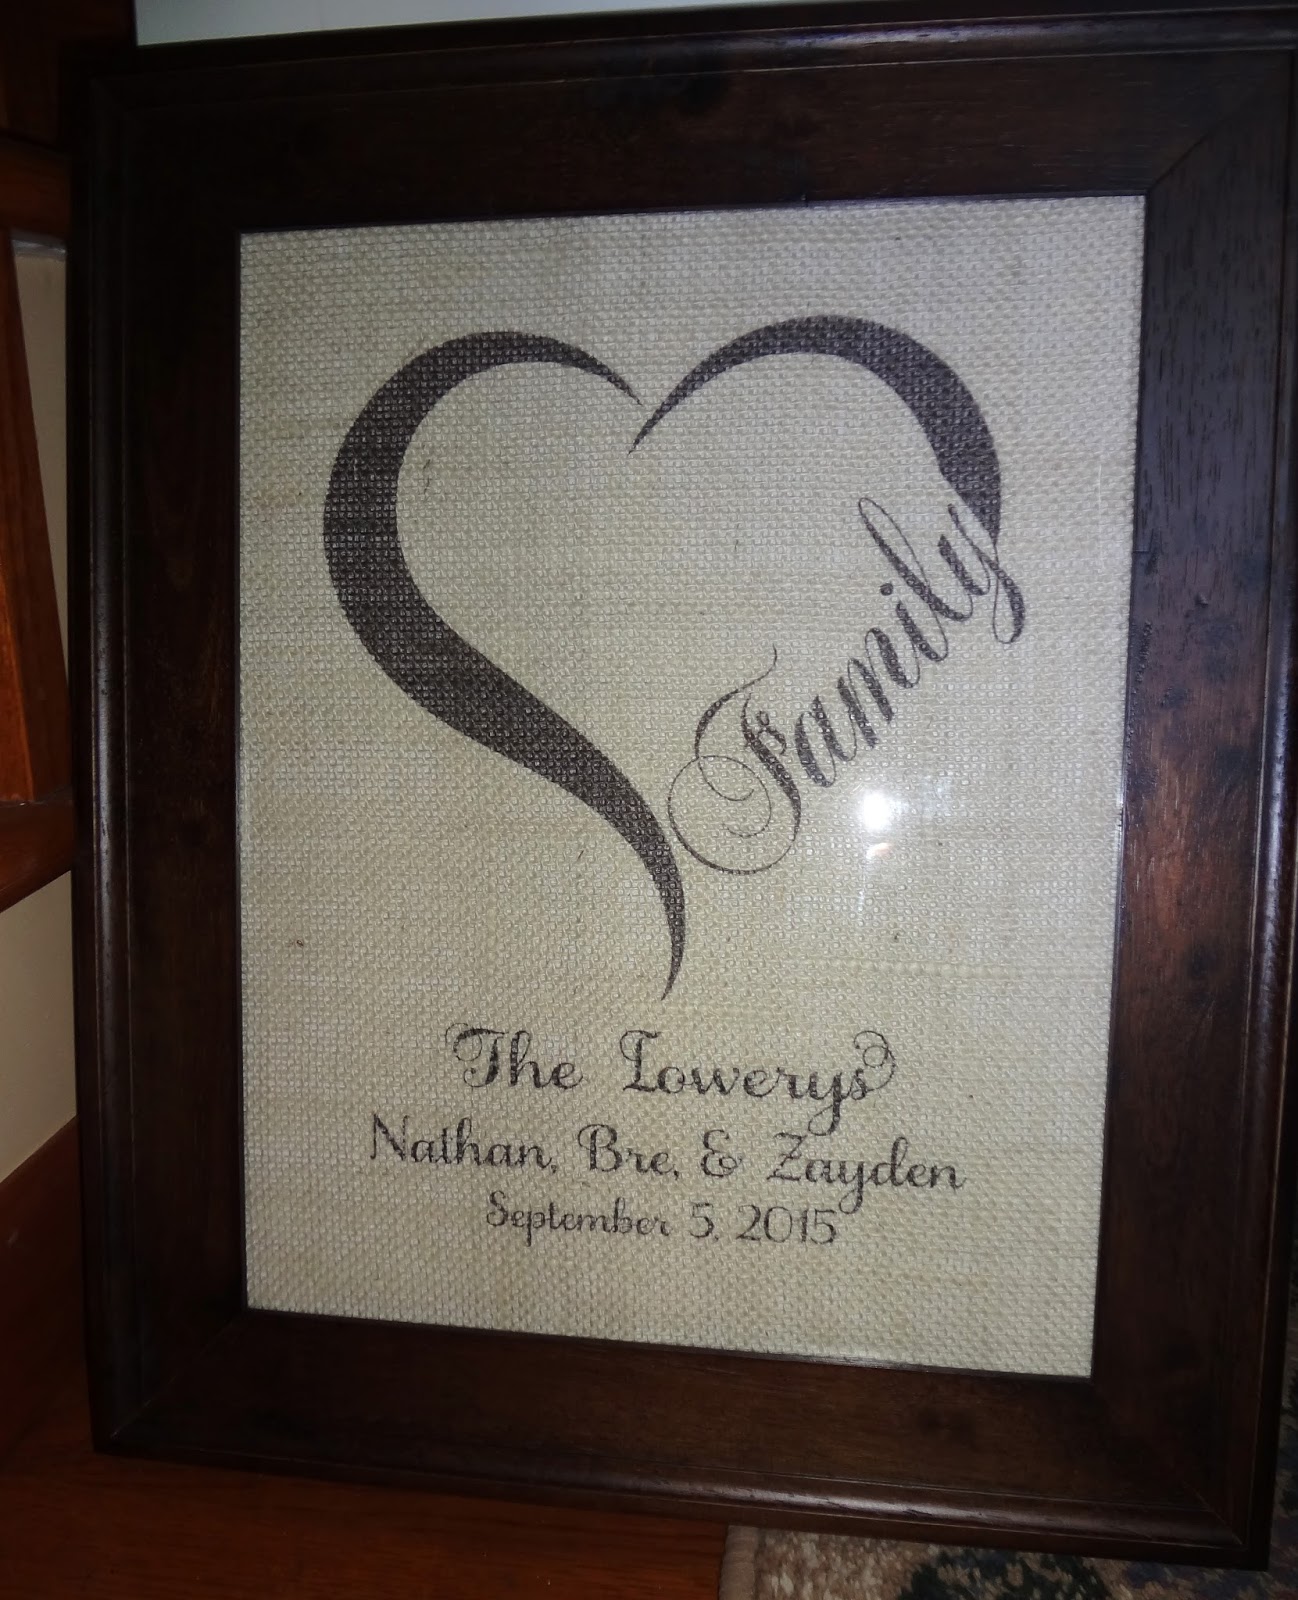 Family
The Lowerys
Nathan, Bre, & Zayden
September 5, 2015